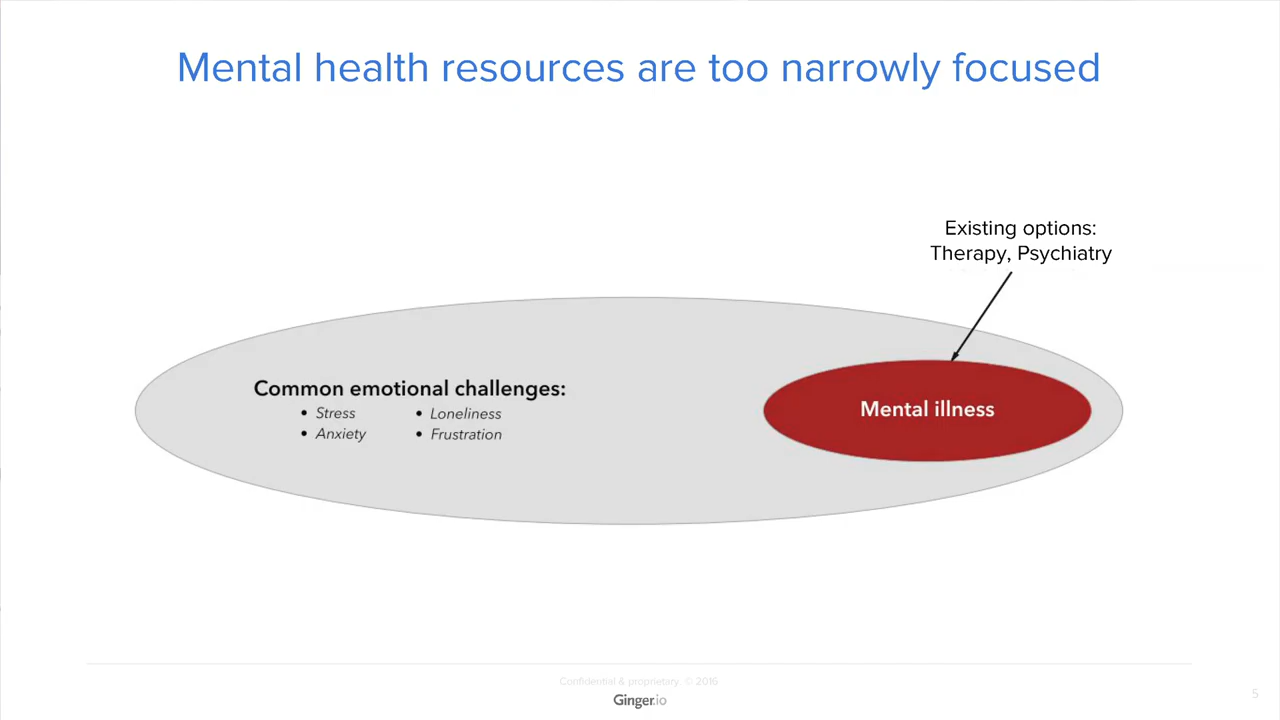 Mental health resources are too narrowly focused
Existing options:
Therapy, Psychiatry
Common emotional challenges:
• Stress
• Anxiety
• Loneliness
• Frustration
Mental illness
Confidential & proprietary. © 2016
Ginger.io
5